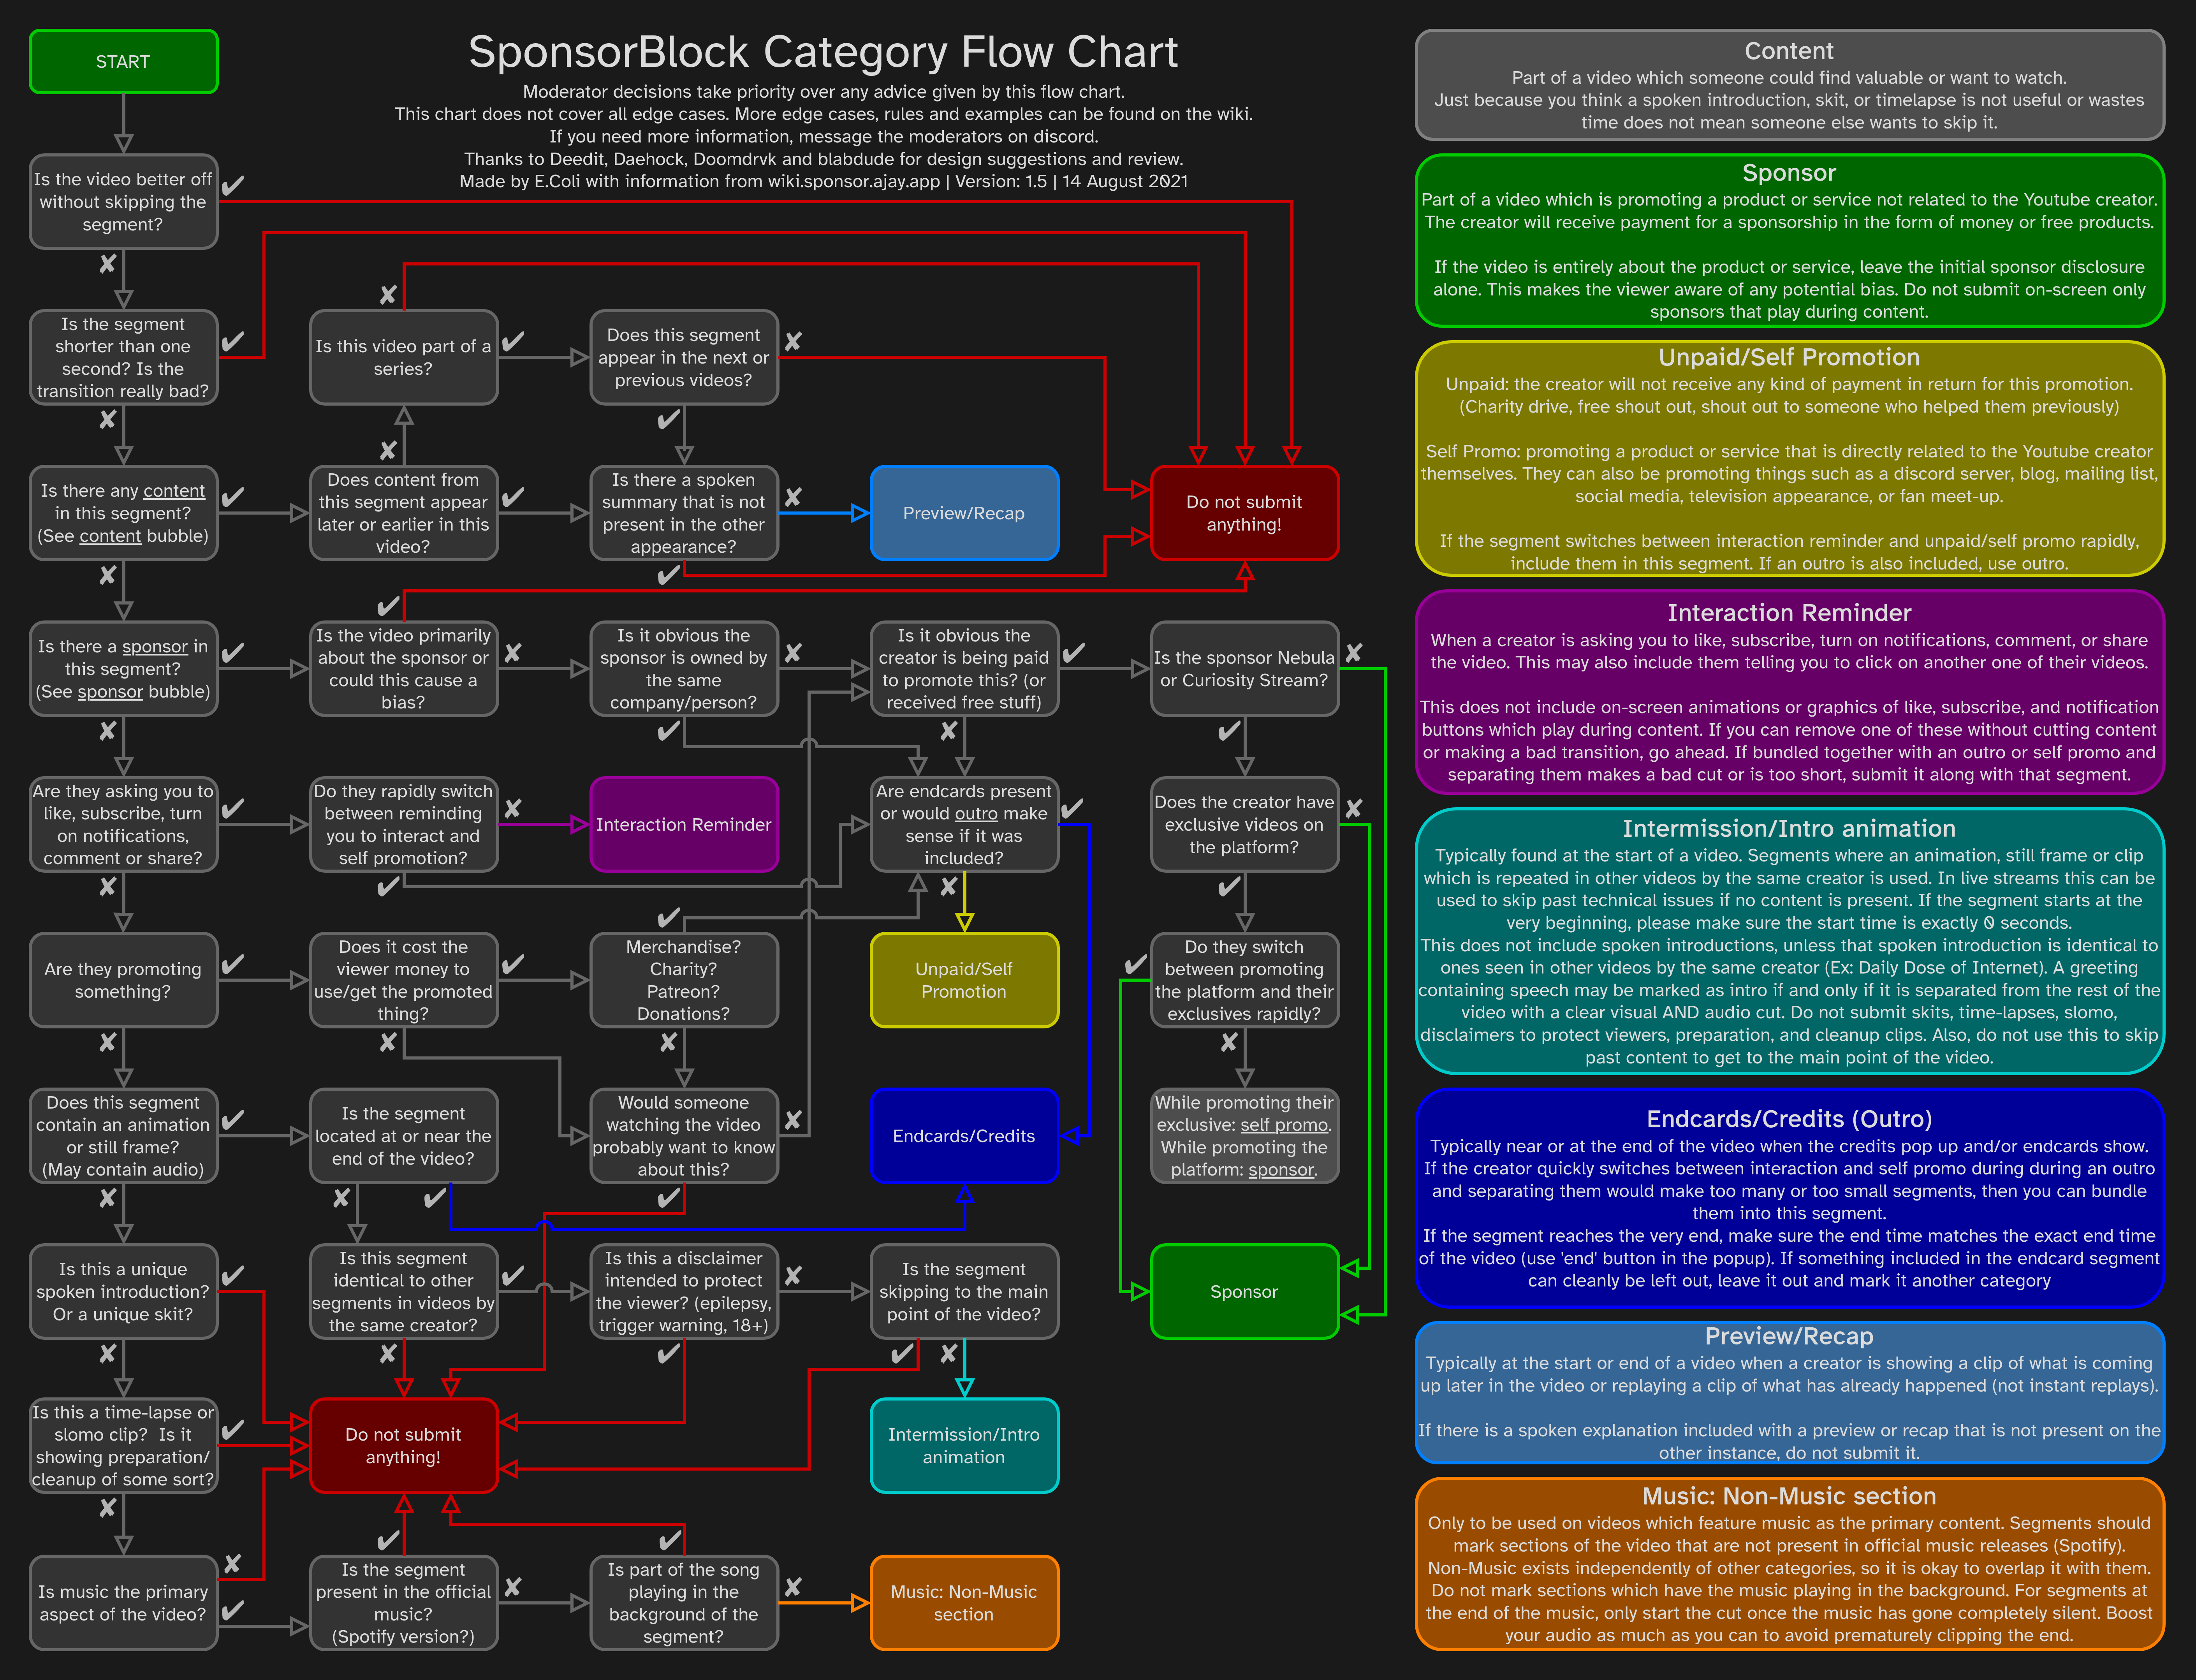 START
SponsorBlock Category Flow Chart
Moderator decisions take priority over any advice given by this flow chart.
This chart does not cover all edge cases. More edge cases, rules and examples can be found on the wiki.
If you need more information, message the moderators on discord.
Thanks to Deedit, Daehock, Doomdrvk and blabdude for design suggestions and review.
Made by E.Coli with information from wiki.sponsor.ajay.app | Version: 1.5 | 14 August 2021
Is the video better off
without skipping the
segment?
✔
✘
Is the segment
shorter than one
second? Is the
transition really bad?
✔
✘
Is this video part of a
series?
✘
✔
Does this segment
appear in the next or
previous videos?
✘
✔
Is there any content
in this segment?
(See content bubble)
✔
✘
Does content from
this segment appear
later or earlier in this
video?
✘
✔
Is there a spoken
summary that is not
present in the other
appearance?
✘
✔
Preview/Recap
Do not submit
anything!
Is there a sponsor in
this segment?
(See sponsor bubble)
✔
✘
Is the video primarily
about the sponsor or
could this cause a
bias?
✔
✘
Is it obvious the
sponsor is owned by
the same
company/person?
✘
✔
Is it obvious the
creator is being paid
to promote this? (or
received free stuff)
✔
✘
Is the sponsor Nebula
or Curiosity Stream?
✘
✔
Are they asking you to
like, subscribe, turn
on notifications,
comment or share?
✔
✘
Do they rapidly switch
between reminding
you to interact and
self promotion?
✘
✔
Interaction Reminder
Are endcards present
or would outro make
sense if it was
included?
✔
✘
Does the creator have
exclusive videos on
the platform?
✘
✔
Are they promoting
something?
✔
✘
Does it cost the
viewer money to
use/get the promoted
thing?
✔
✘
Merchandise?
Charity?
Patreon?
Donations?
✔
✘
Unpaid/Self
Promotion
Do they switch
between promoting
the platform and their
exclusives rapidly?
✔
✘
Does this segment
contain an animation
or still frame?
(May contain audio)
✔
✘
Is the segment
located at or near the
end of the video?
✘
✔
Would someone
watching the video
probably want to know
about this?
✘
✔
Endcards/Credits
While promoting their
exclusive: self promo.
While promoting the
platform: sponsor.
Is this a unique
spoken introduction?
Or a unique skit?
✔
✘
Is this segment
identical to other
segments in videos by
the same creator?
✔
✘
Is this a disclaimer
intended to protect
the viewer? (epilepsy,
trigger warning, 18+)
✘
✔
Is the segment
skipping to the main
point of the video?
✔
✘
Sponsor
Is this a time-lapse or
slomo clip?  Is it
showing preparation/
cleanup of some sort?
✔
✘
Do not submit
anything!
Intermission/Intro
animation
Is music the primary
aspect of the video?
✘
✔
Is the segment
present in the official
music?
(Spotify version?)
✔
✘
Is part of the song
playing in the
background of the
segment?
✔
✘
Music: Non-Music
section
Content
Part of a video which someone could find valuable or want to watch.
Just because you think a spoken introduction, skit, or timelapse is not useful or wastes
time does not mean someone else wants to skip it.
Sponsor
Part of a video which is promoting a product or service not related to the Youtube creator.
The creator will receive payment for a sponsorship in the form of money or free products.
If the video is entirely about the product or service, leave the initial sponsor disclosure
alone. This makes the viewer aware of any potential bias. Do not submit on-screen only
sponsors that play during content.
Unpaid/Self Promotion
Unpaid: the creator will not receive any kind of payment in return for this promotion.
(Charity drive, free shout out, shout out to someone who helped them previously)
Self Promo: promoting a product or service that is directly related to the Youtube creator
themselves. They can also be promoting things such as a discord server, blog, mailing list,
social media, television appearance, or fan meet-up.
If the segment switches between interaction reminder and unpaid/self promo rapidly,
include them in this segment. If an outro is also included, use outro.
Interaction Reminder
When a creator is asking you to like, subscribe, turn on notifications, comment, or share
the video. This may also include them telling you to click on another one of their videos.
This does not include on-screen animations or graphics of like, subscribe, and notification
buttons which play during content. If you can remove one of these without cutting content
or making a bad transition, go ahead. If bundled together with an outro or self promo and
separating them makes a bad cut or is too short, submit it along with that segment.
Intermission/Intro animation
Typically found at the start of a video. Segments where an animation, still frame or clip
which is repeated in other videos by the same creator is used. In live streams this can be
used to skip past technical issues if no content is present. If the segment starts at the
very beginning, please make sure the start time is exactly 0 seconds.
This does not include spoken introductions, unless that spoken introduction is identical to
ones seen in other videos by the same creator (Ex: Daily Dose of Internet). A greeting
containing speech may be marked as intro if and only if it is separated from the rest of the
video with a clear visual AND audio cut. Do not submit skits, time-lapses, slomo,
disclaimers to protect viewers, preparation, and cleanup clips. Also, do not use this to skip
past content to get to the main point of the video.
Endcards/Credits (Outro)
Typically near or at the end of the video when the credits pop up and/or endcards show.
If the creator quickly switches between interaction and self promo during during an outro
and separating them would make too many or too small segments, then you can bundle
them into this segment.
If the segment reaches the very end, make sure the end time matches the exact end time
of the video (use 'end' button in the popup). If something included in the endcard segment
can cleanly be left out, leave it out and mark it another category
Preview/Recap
Typically at the start or end of a video when a creator is showing a clip of what is coming
up later in the video or replaying a clip of what has already happened (not instant replays).
If there is a spoken explanation included with a preview or recap that is not present on the
other instance, do not submit it.
Music: Non-Music section
Only to be used on videos which feature music as the primary content. Segments should
mark sections of the video that are not present in official music releases (Spotify).
Non-Music exists independently of other categories, so it is okay to overlap it with them.
Do not mark sections which have the music playing in the background. For segments at
the end of the music, only start the cut once the music has gone completely silent. Boost
your audio as much as you can to avoid prematurely clipping the end.